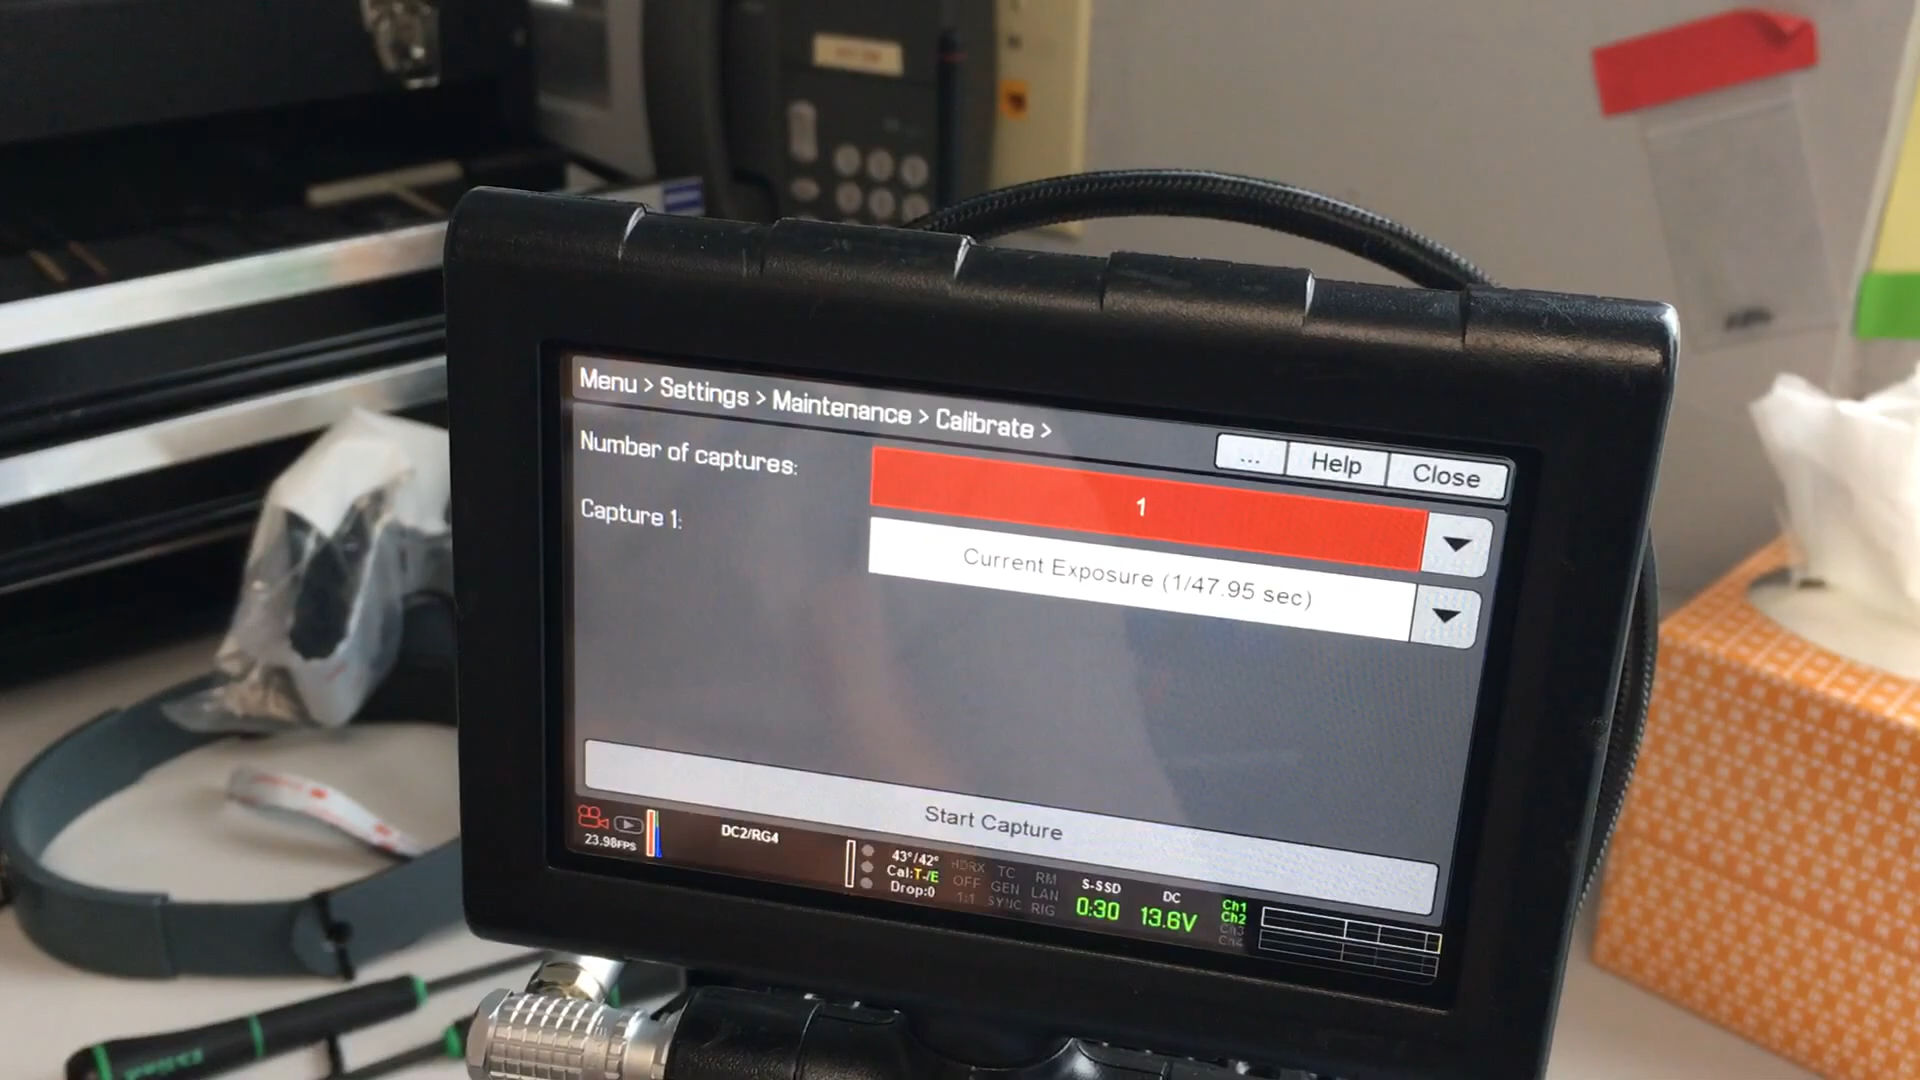 Menu > Settings > Maintenance > Calibrate >
... Help Close
Number of captures: 1
Capture 1: Current Exposure (1/47.95 sec)
Start Capture
23.98FPS
DC2/RG4
43°/42°
Cal:T-/E
Drop:0
HDRX TC RM
OFF GEN LAN
1:1 SYNC RIG
S-SSD
0:30
DC
13.6V
Ch1
Ch2
Ch3
Ch4